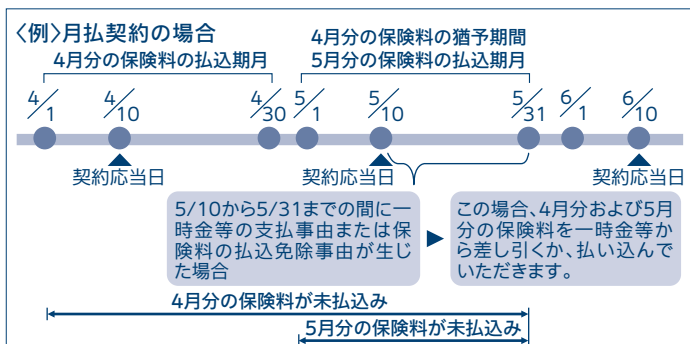 〈例〉月払契約の場合
4月分の保険料の払込期月
4月分の保険料の猶予期間
5月分の保険料の払込期月
4/1
4/10
4/30
5/1
5/10
5/31
6/1
6/10
契約応当日
契約応当日
契約応当日
5/10から5/31までの間に一
時金等の支払事由または保
険料の払込免除事由が生じ
た場合
この場合、4月分および5月
分の保険料を一時金等か
ら差し引くか、払い込んで
いただきます。
4月分の保険料が未払込み
5月分の保険料が未払込み